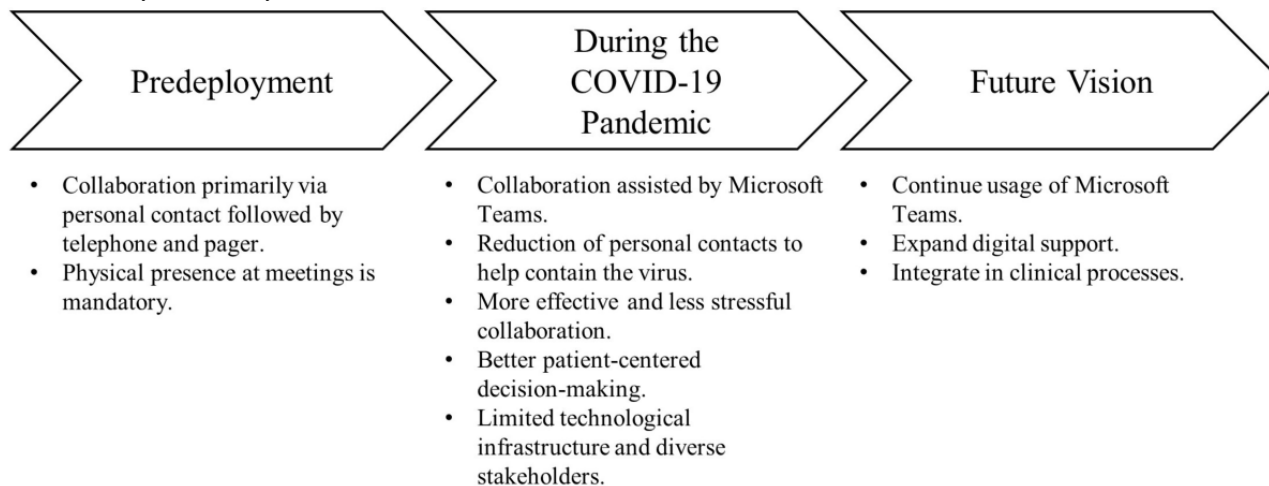 Predeployment
During the
COVID-19
Pandemic
Future Vision
• Collaboration primarily via
personal contact followed by
telephone and pager.
• Physical presence at meetings is
mandatory.
• Collaboration assisted by Microsoft
Teams.
• Reduction of personal contacts to
help contain the virus.
• More effective and less stressful
collaboration.
• Better patient-centered
decision-making.
• Limited technological
infrastructure and diverse
stakeholders.
• Continue usage of Microsoft
Teams.
• Expand digital support.
• Integrate in clinical processes.